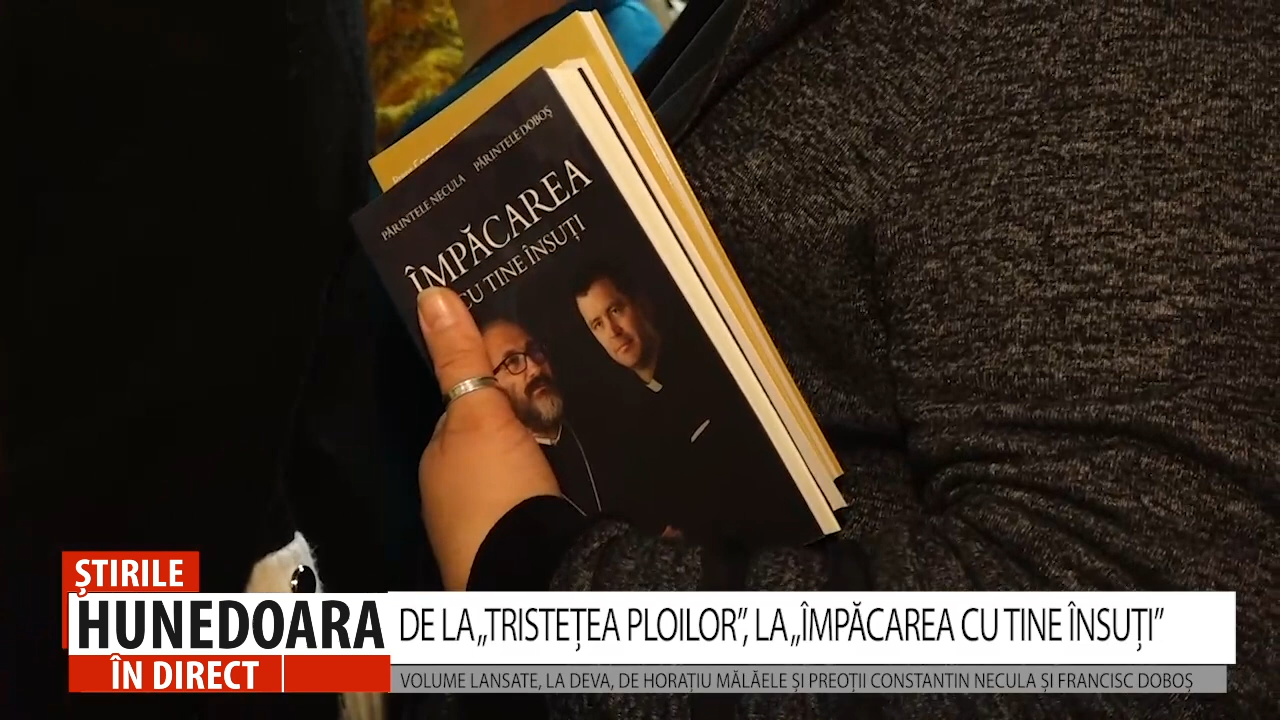 PĂRINTELE NECULA PĂRINTELE DOBOȘ
ÎMPĂCAREA
CU TINE ÎNSUȚI
ȘTIRILE
HUNEDOARA
ÎN DIRECT
DE LA „TRISTEȚEA PLOILOR”, LA „ÎMPĂCAREA CU TINE ÎNSUȚI”
VOLUME LANSATE, LA DEVA, DE HORAȚIU MĂLĂELE ȘI PREOȚII CONSTANTIN NECULA ȘI FRANCISC DOBOȘ